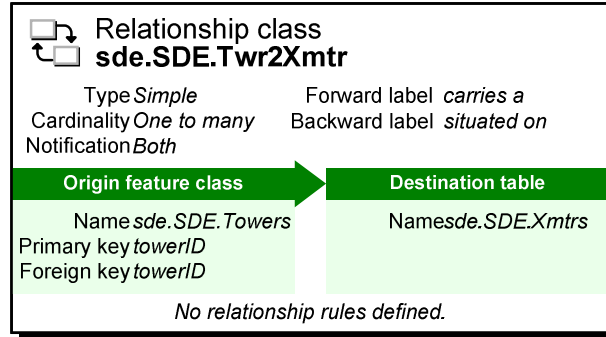 Relationship class
sde.SDE.Twr2Xmtr
Type Simple
Cardinality One to many
Notification Both
Forward label carries a
Backward label situated on
Origin feature class
Destination table
Name sde.SDE.Towers
Primary key towerID
Foreign key towerID
Name sde.SDE.Xmtrs
No relationship rules defined.